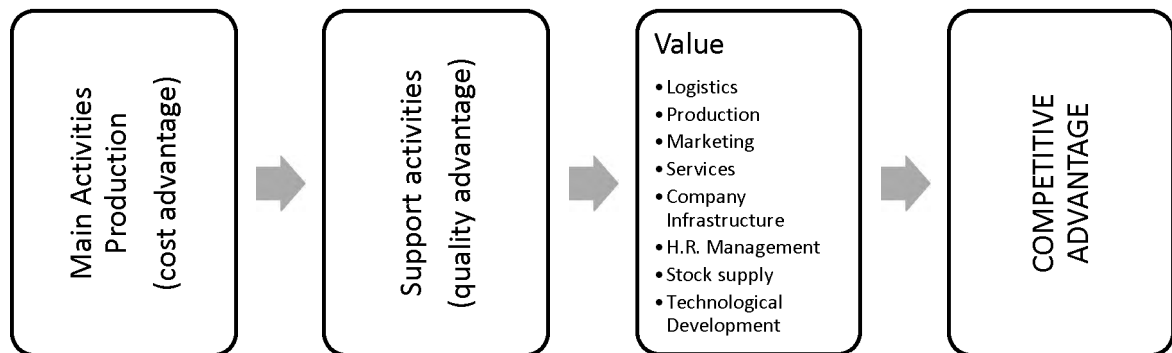 Main Activities
Production
(cost advantage)
Support activities
(quality advantage)
Value
•Logistics
•Production
•Marketing
•Services
•Company
Infrastructure
•H.R. Management
•Stock supply
•Technological
Development
COMPETITIVE
ADVANTAGE